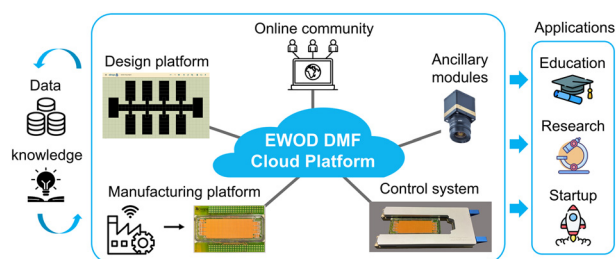 Online community
Applications
Design platform
Ancillary
modules
Education
Data
EWOD DMF
Cloud Platform
Research
knowledge
Manufacturing platform
Control system
Startup